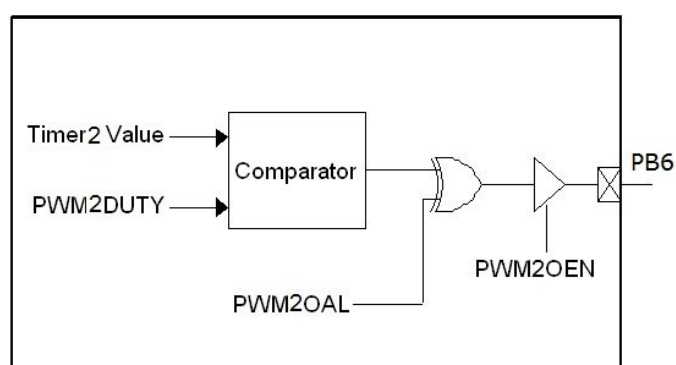 Timer2 Value
PWM2DUTY
Comparator
PB6
PWM2OEN
PWM2OAL